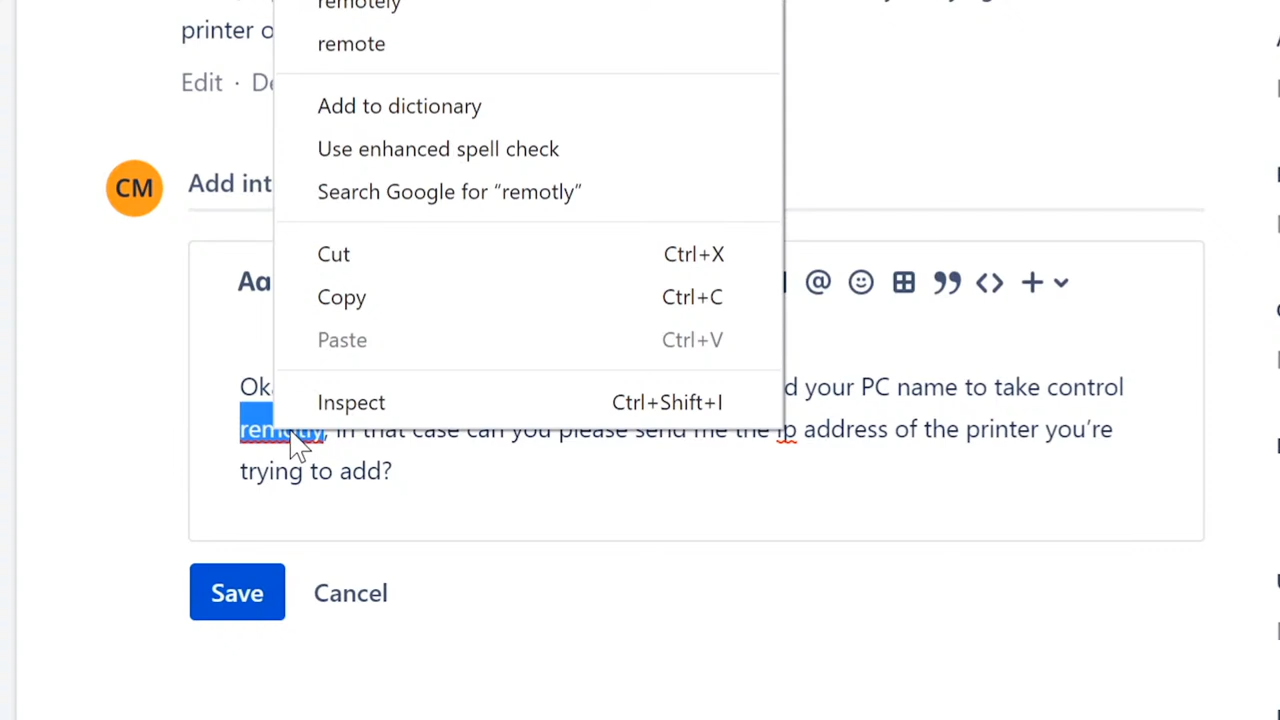 remotely
printer o
remote
Edit · De
Add to dictionary
Use enhanced spell check
CM
Add int
Search Google for “remotly”
Cut Ctrl+X
Aa
Copy Ctrl+C
Paste Ctrl+V
Oka
d your PC name to take control
Inspect Ctrl+Shift+I
remotly, in that case can you please send me the ip address of the printer you're
trying to add?
Save Cancel